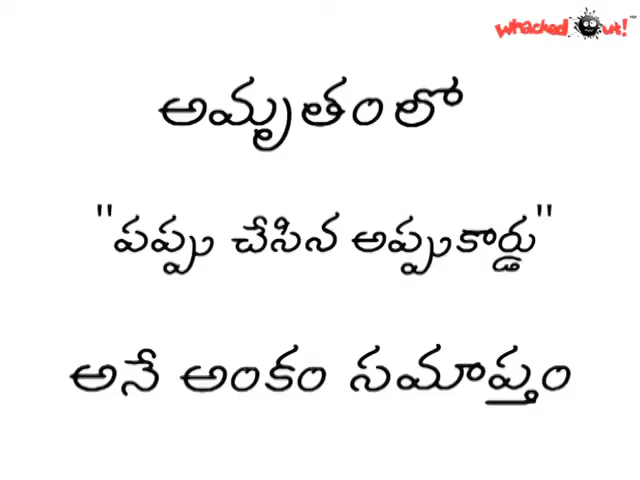 whacked out!
అమృతంలో
"పప్పు చేసిన అప్పుకార్డు"
అనే అంకం సమాప్తం